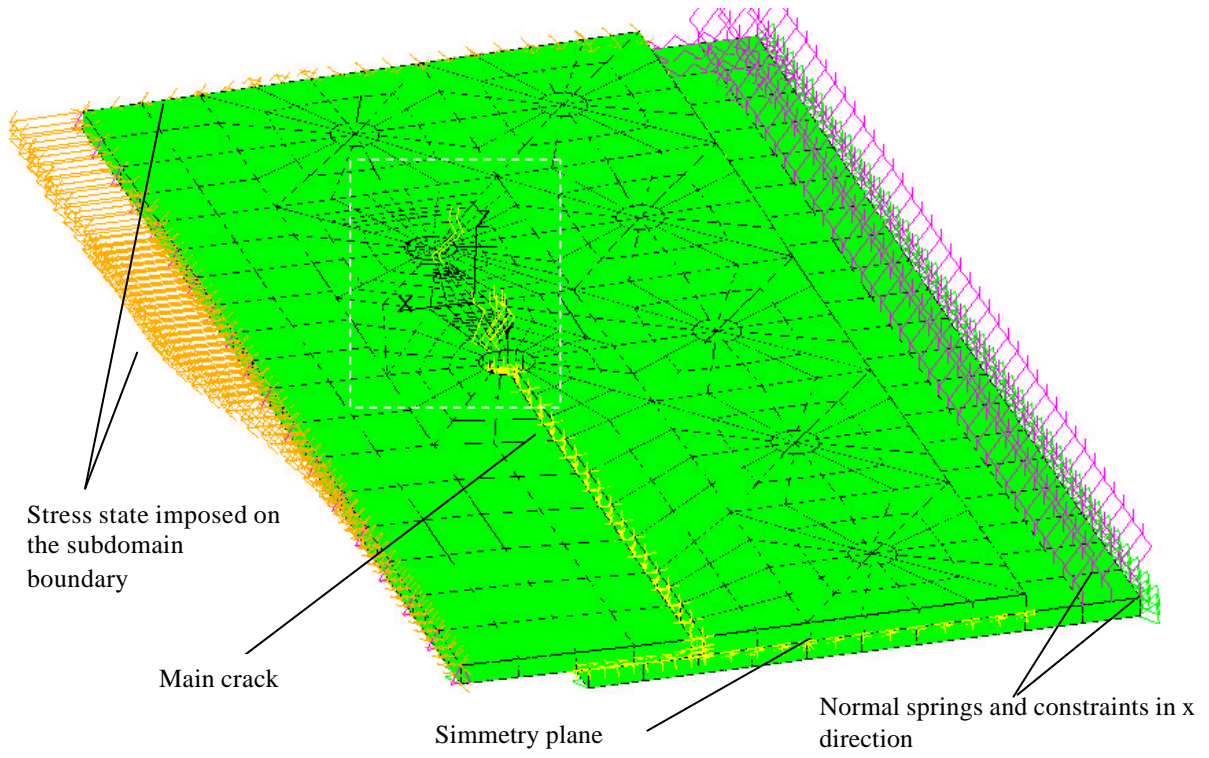 Z
X
Y
Stress state imposed on
the subdomain
boundary
Main crack
Simmetry plane
Normal springs and constraints in x
direction